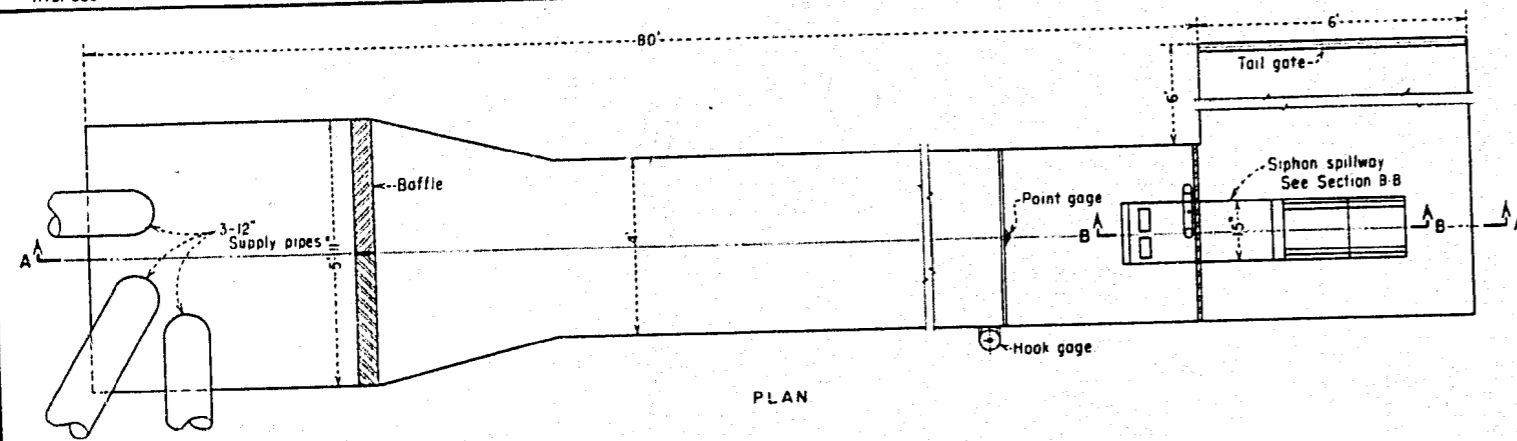 80'
6'
Tail gate
6'
Baffle
Siphon spillway
See Section B-B
Point gage
3-12"
Supply pipes
A
5'
4'
B
15"
B
A
Hook gage
PLAN